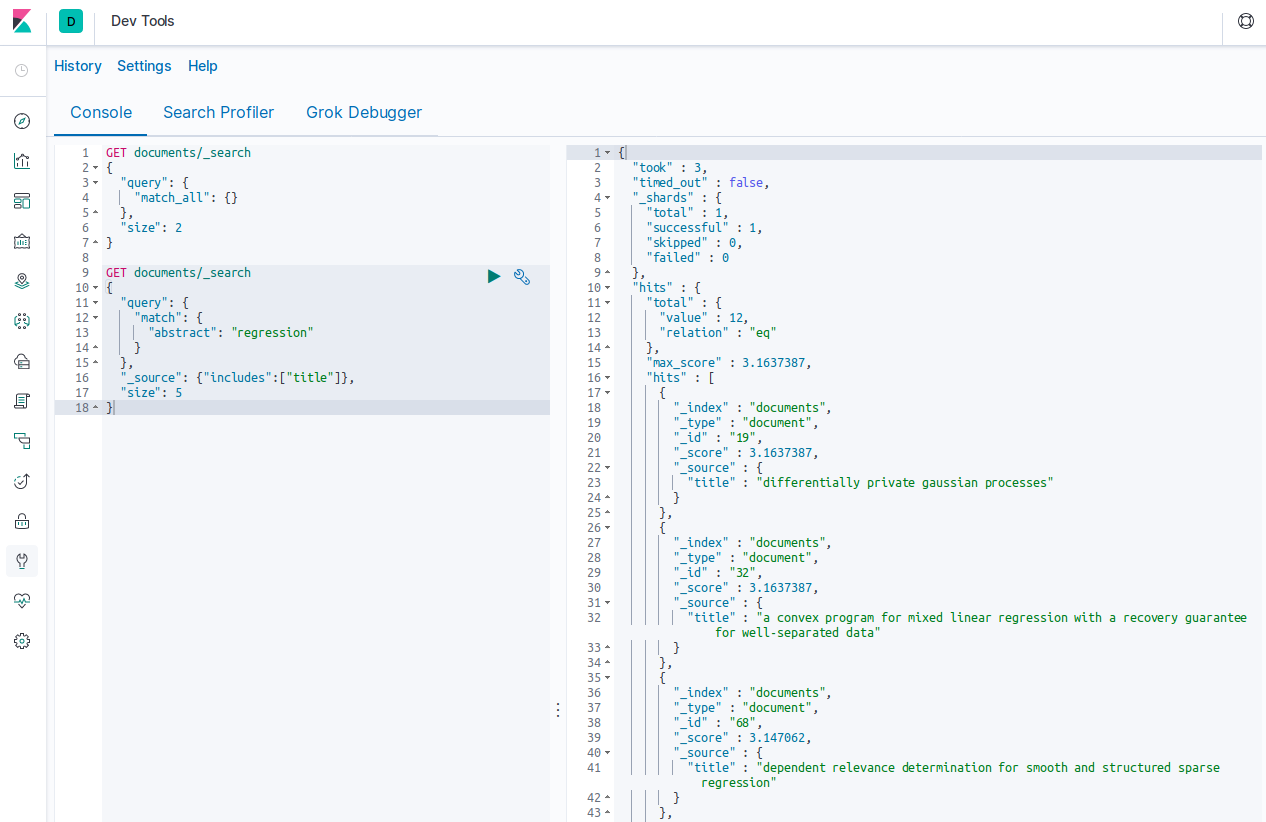 D Dev Tools
History Settings Help
Console Search Profiler Grok Debugger
1 GET documents/_search
2 {
3 "query": {
4 "match_all": {}
5 },
6 "size": 2
7 }
8
9 GET documents/_search
10 {
11 "query": {
12 "match": {
13 "abstract": "regression"
14 }
15 },
16 "_source": {"includes":["title"]},
17 "size": 5
18 }
1 {
2 "took" : 3,
3 "timed_out" : false,
4 "_shards" : {
5 "total" : 1,
6 "successful" : 1,
7 "skipped" : 0,
8 "failed" : 0
9 },
10 "hits" : {
11 "total" : {
12 "value" : 12,
13 "relation" : "eq"
14 },
15 "max_score" : 3.1637387,
16 "hits" : [
17 {
18 "_index" : "documents",
19 "_type" : "document",
20 "_id" : "19",
21 "_score" : 3.1637387,
22 "_source" : {
23 "title" : "differentially private gaussian processes"
24 }
25 },
26 {
27 "_index" : "documents",
28 "_type" : "document",
29 "_id" : "32",
30 "_score" : 3.1637387,
31 "_source" : {
32 "title" : "a convex program for mixed linear regression with a recovery guarantee
for well-separated data"
33 }
34 },
35 {
36 "_index" : "documents",
37 "_type" : "document",
38 "_id" : "68",
39 "_score" : 3.147062,
40 "_source" : {
41 "title" : "dependent relevance determination for smooth and structured sparse
regression"
42 }
43 },